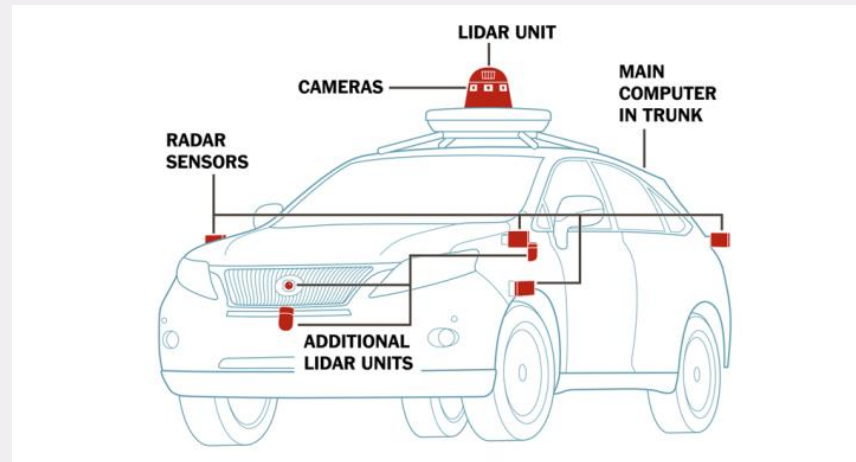 LIDAR UNIT
CAMERAS
MAIN
COMPUTER
IN TRUNK
RADAR
SENSORS
ADDITIONAL
LIDAR UNITS